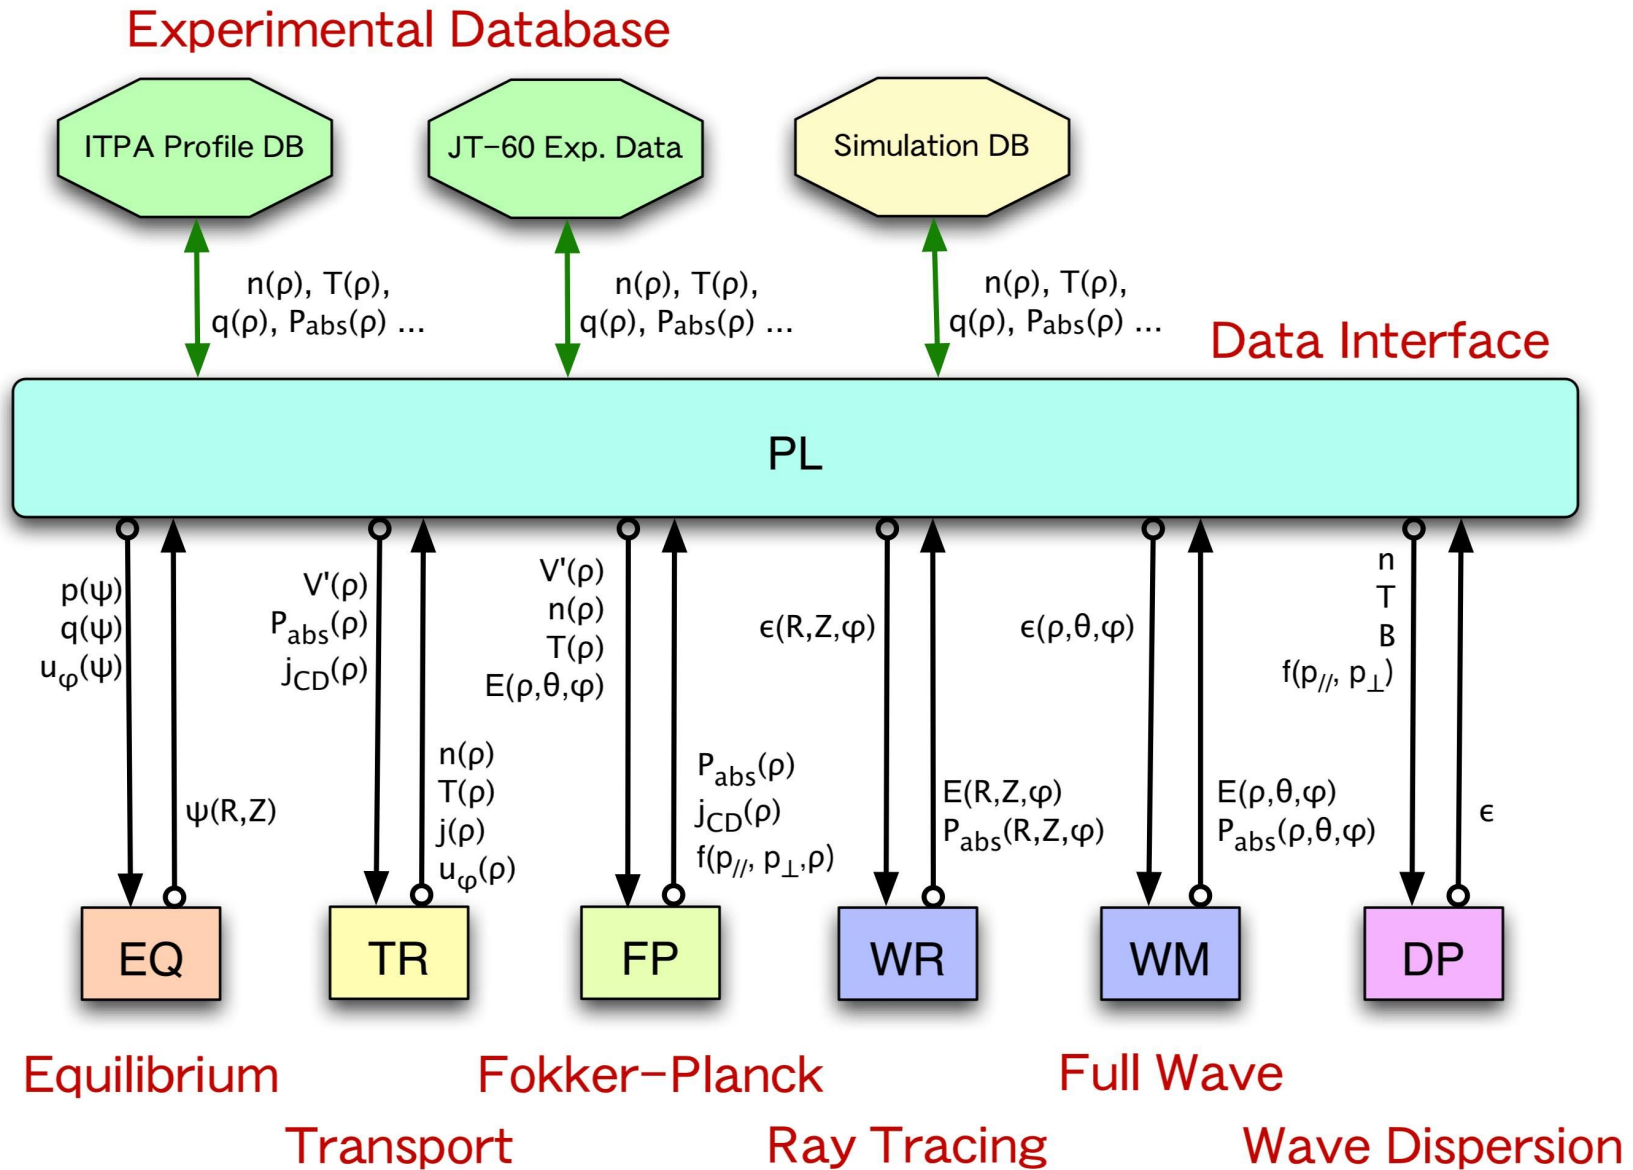 Experimental Database
ITPA Profile DB
JT-60 Exp. Data
Simulation DB
n(ρ), T(ρ),
q(ρ), Pabs(ρ) ...
n(ρ), T(ρ),
q(ρ), Pabs(ρ) ...
n(ρ), T(ρ),
q(ρ), Pabs(ρ) ...
Data Interface
PL
p(ψ)
q(ψ)
uφ(ψ)
ψ(R,Z)
V'(ρ)
Pabs(ρ)
jCD(ρ)
n(ρ)
T(ρ)
j(ρ)
uφ(ρ)
V'(ρ)
n(ρ)
T(ρ)
E(ρ,θ,φ)
Pabs(ρ)
jCD(ρ)
f(p//, p⊥,ρ)
ϵ(R,Z,φ)
E(R,Z,φ)
Pabs(R,Z,φ)
ϵ(ρ,θ,φ)
E(ρ,θ,φ)
Pabs(ρ,θ,φ)
n
T
B
f(p//, p⊥)
ϵ
EQ
TR
FP
WR
WM
DP
Equilibrium
Transport
Fokker-Planck
Ray Tracing
Full Wave
Wave Dispersion